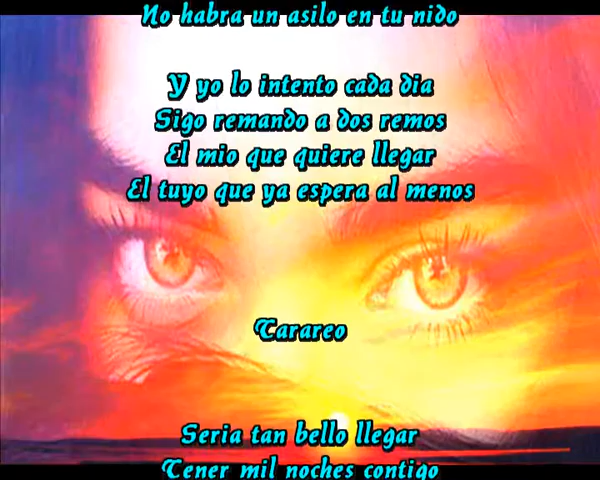 No habra un asilo en tu nido
Y yo lo intento cada dia
Sigo remando a dos remos
El mio que quiere llegar
El tuyo que ya espera al menos
Tarareo
Seria tan bello llegar
Tener mil noches contigo